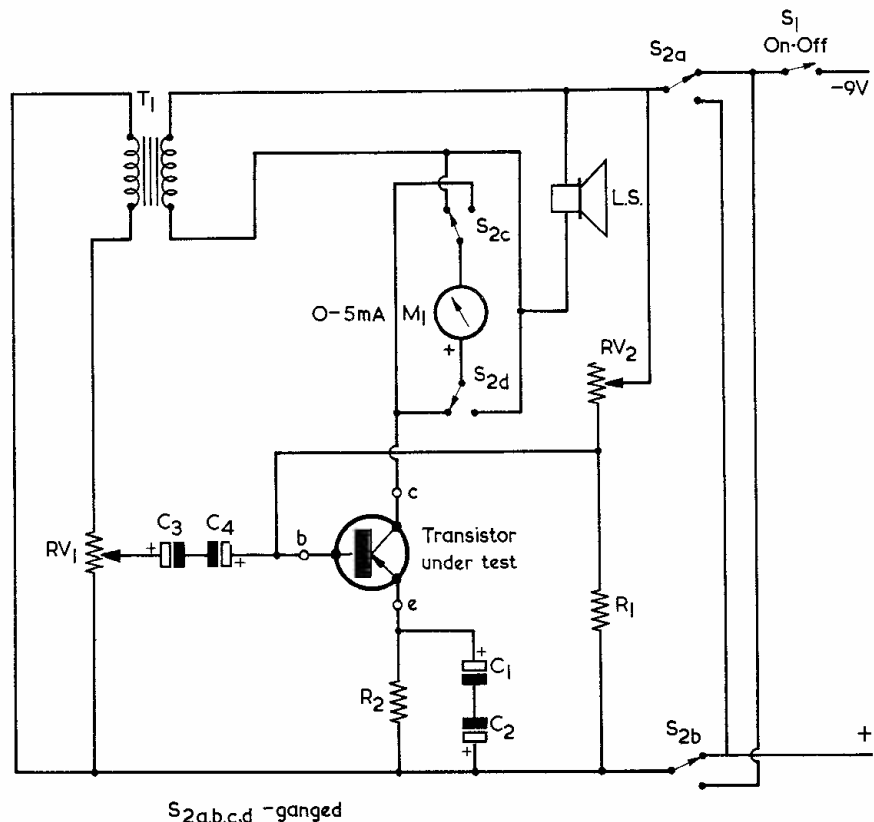 S1
On-Off
-9V
S2a
T1
L.S.
S2c
0-5mA
M1
+
S2d
RV2
c
C3
C4
b
RV1
+
+
Transistor
under test
e
R1
+
C1
R2
C2
+
S2b
+
S2a,b,c,d -ganged